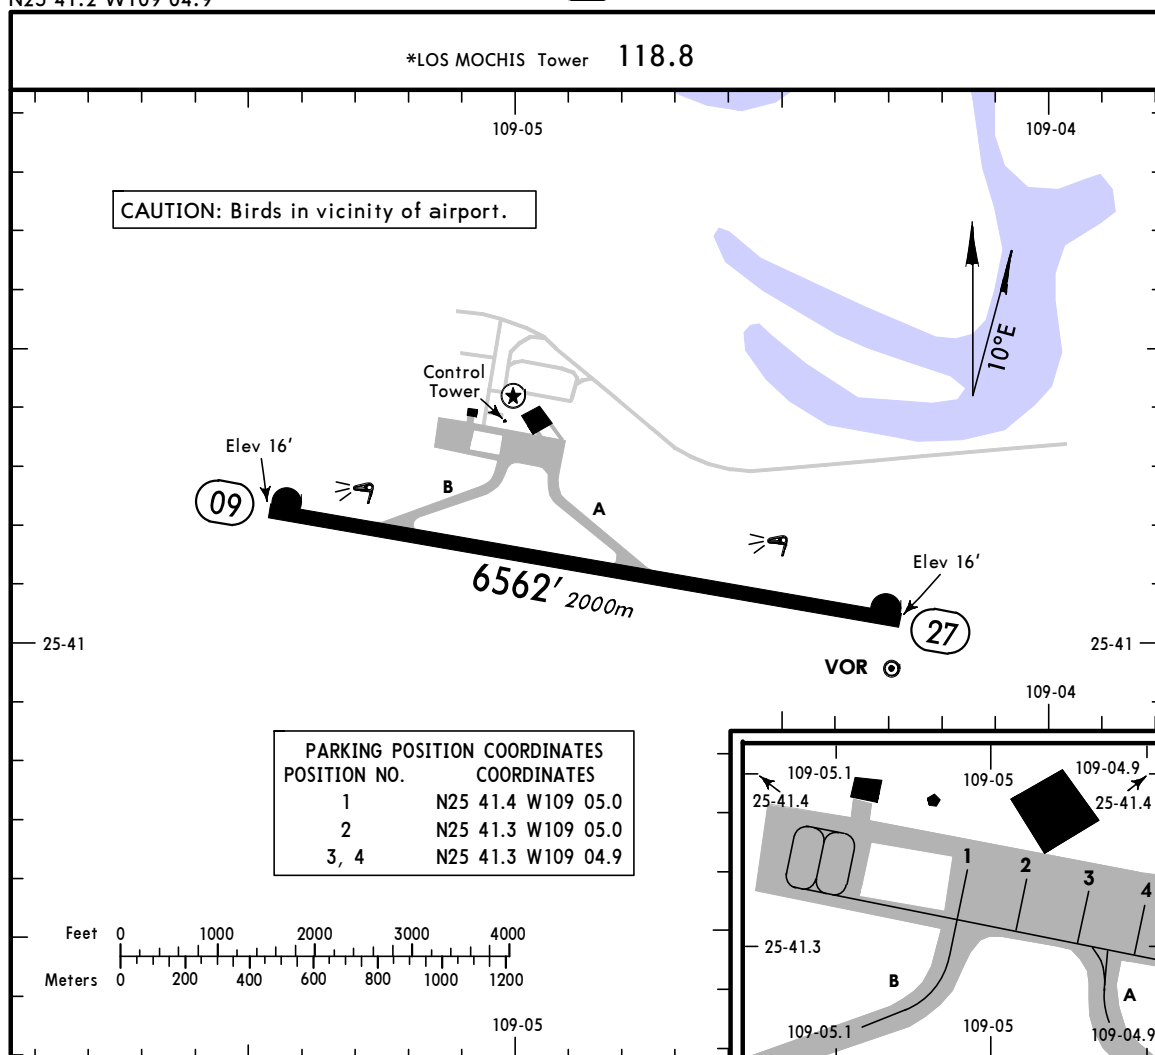 N25 41.2 W109 04.9
*LOS MOCHIS Tower 118.8
109-05
109-04
CAUTION: Birds in vicinity of airport.
10°E
Control
Tower
Elev 16'
09
B
A
6562' 2000m
Elev 16'
27
25-41
25-41
VOR
109-04
PARKING POSITION COORDINATES
POSITION NO. COORDINATES
1 N25 41.4 W109 05.0
2 N25 41.3 W109 05.0
3, 4 N25 41.3 W109 04.9
Feet 0 1000 2000 3000 4000
Meters 0 200 400 600 800 1000 1200
109-05
109-05.1
109-05
109-04.9
25-41.4
25-41.4
1
2
3
4
25-41.3
B
A
109-05.1
109-05
109-04.9